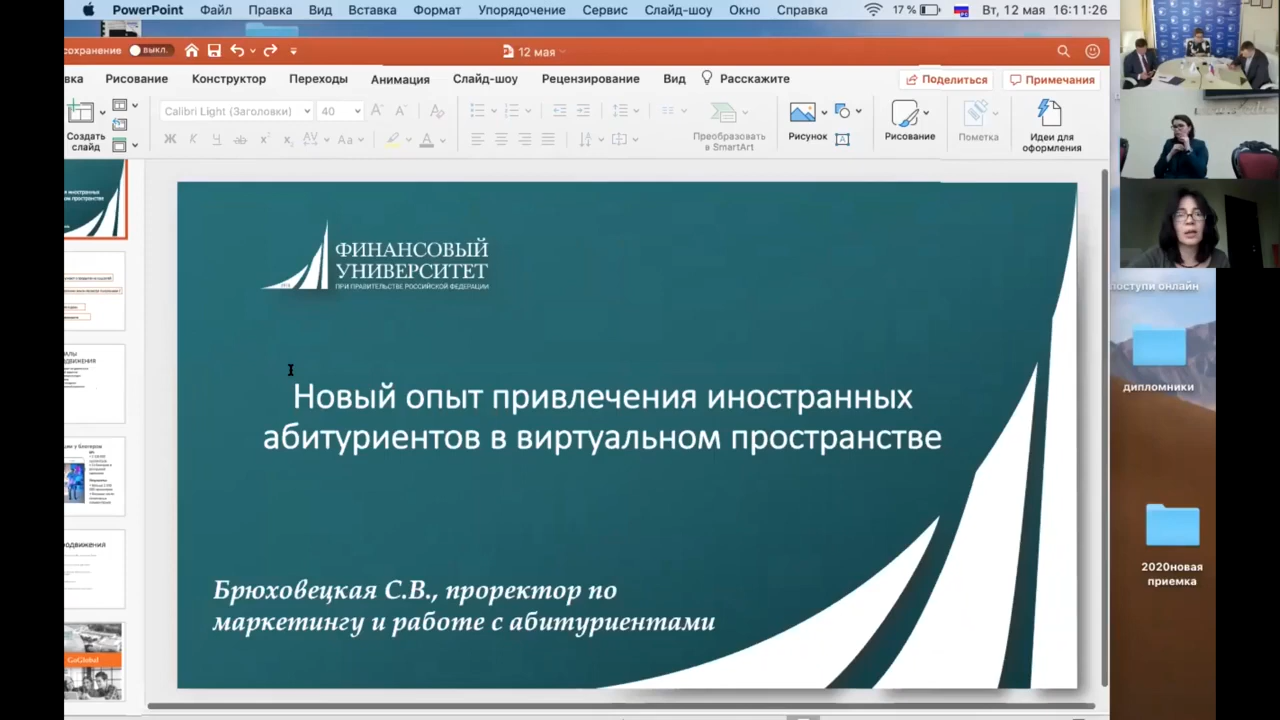 PowerPoint Файл Правка Вид Вставка Формат Упорядочение Сервис Слайд-шоу Окно Справка 17 % Вт, 12 мая 16:11:26
сохранение ВЫКЛ. 12 мая
вка Рисование Конструктор Переходы Анимация Слайд-шоу Рецензирование Вид Расскажите Поделиться Примечания
Calibri Light (Заголовки) 40
Создать слайд
Преобразовать в SmartArt
Рисунок
Рисование
Пометка
Идеи для оформления
ФИНАНСОВЫЙ
УНИВЕРСИТЕТ
ПРИ ПРАВИТЕЛЬСТВЕ РОССИЙСКОЙ ФЕДЕРАЦИИ
Новый опыт привлечения иностранных
абитуриентов в виртуальном пространстве
Брюховецкая С.В., проректор по
маркетингу и работе с абитуриентами
GoGlobal
поступи онлайн
дипломники
2020новая
приемка